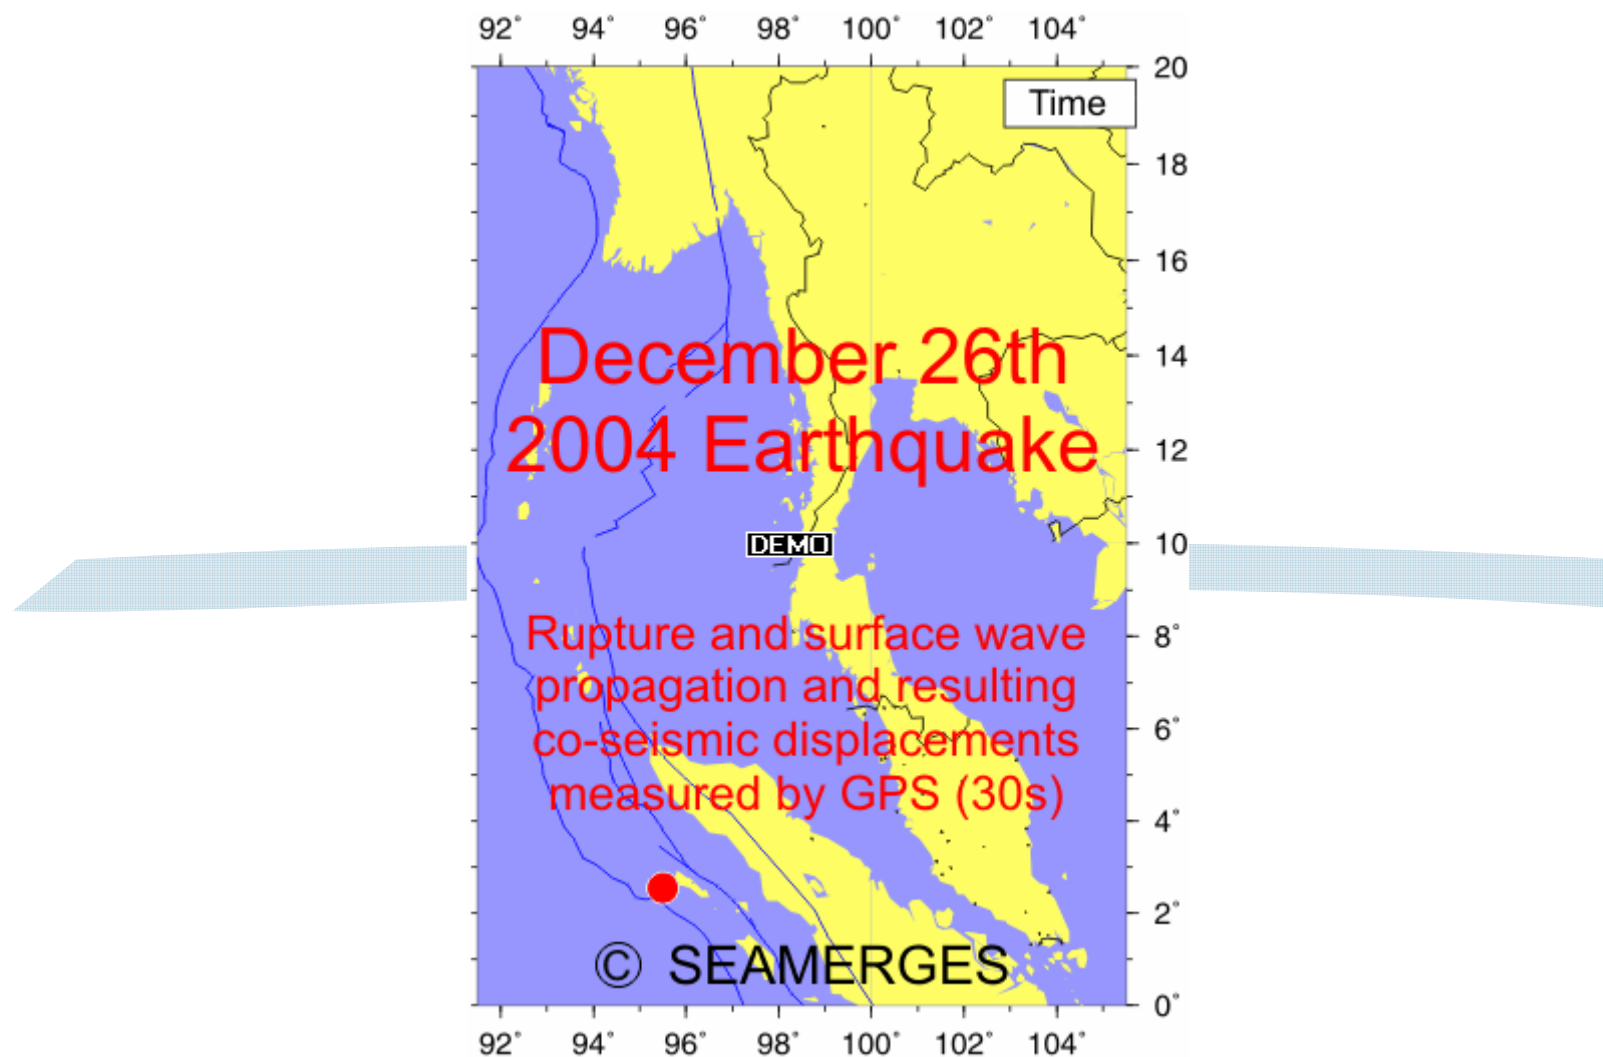 92° 94° 96° 98° 100° 102° 104°
20
Time
18
16
14
December 26th
12
2004 Earthquake
DEMO
10
8°
Rupture and surface wave
propagation and resulting
6°
co-seismic displacements
measured by GPS (30s)
4°
2°
© SEAMERGES
0°
92° 94° 96° 98° 100° 102° 104°